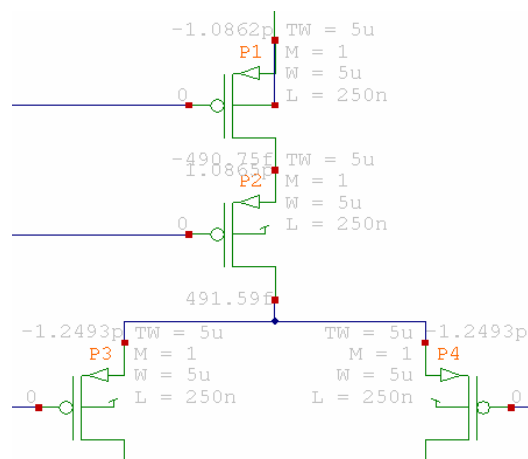 -1.0862p TW = 5u
P1 M = 1
0 W = 5u
L = 250n
-490.75f TW = 5u
1.0865p
P2 M = 1
0 W = 5u
L = 250n
491.59f
-1.2493p TW = 5u TW = 5u -1.2493p
P3 M = 1 M = 1 P4
W = 5u W = 5u
0 L = 250n L = 250n 0